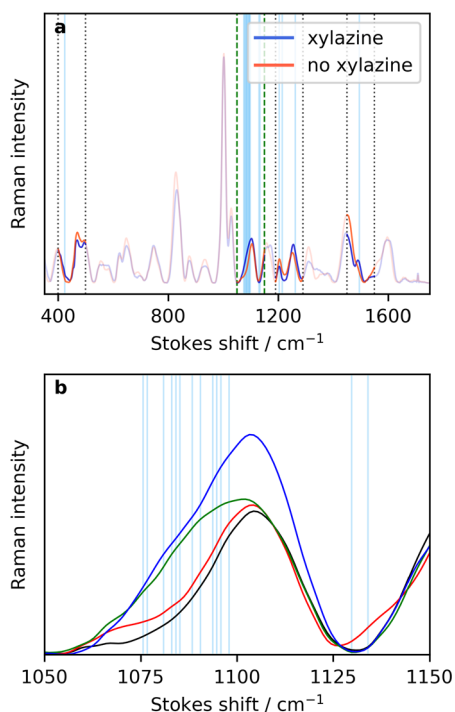 a
xylazine
no xylazine
Raman intensity
400 800 1200 1600
Stokes shift / cm⁻¹
b
Raman intensity
1050 1075 1100 1125 1150
Stokes shift / cm⁻¹